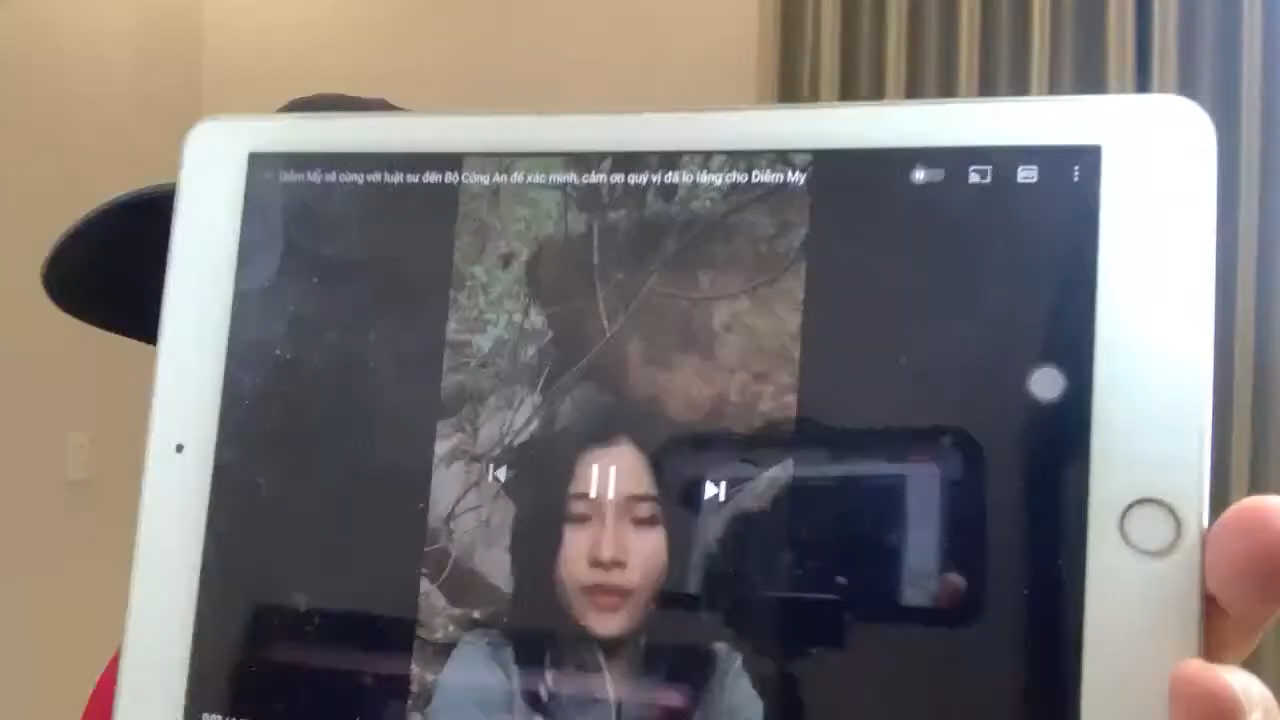 Diễm My sẽ cùng với luật sư đến Bộ Công An để xác minh, cảm ơn quý vị đã lo lắng cho Diễm My